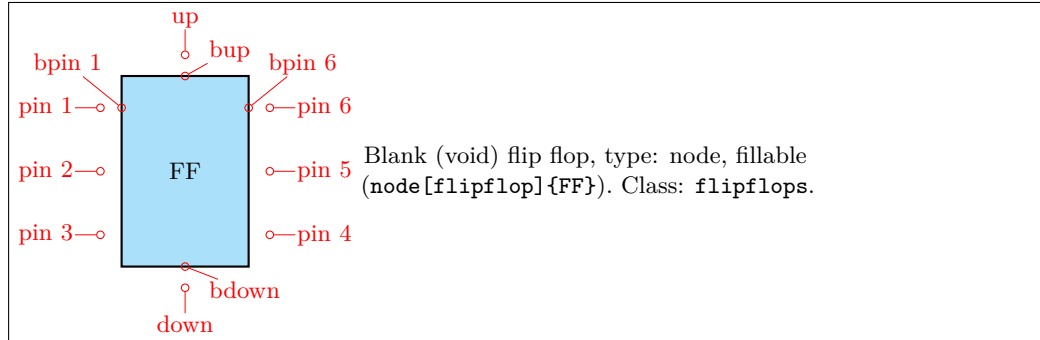 up
bup
bpin 1
bpin 6
pin 1
pin 6
pin 2
FF
pin 5
pin 3
pin 4
bdown
down
Blank (void) flip flop, type: node, fillable
(node[flipflop]{FF}). Class: flipflops.